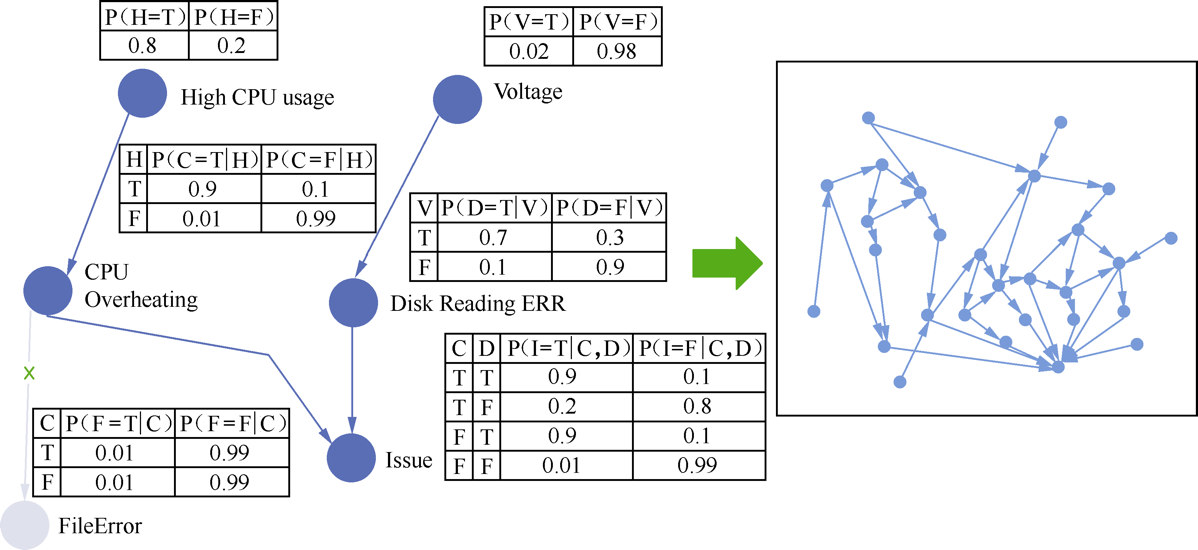 P(H=T) P(H=F)
0.8 0.2
High CPU usage
P(V=T) P(V=F)
0.02 0.98
Voltage
H P(C=T|H) P(C=F|H)
T 0.9 0.1
F 0.01 0.99
V P(D=T|V) P(D=F|V)
T 0.7 0.3
F 0.1 0.9
CPU
Overheating
Disk Reading ERR
C D P(I=T|C,D) P(I=F|C,D)
T T 0.9 0.1
T F 0.2 0.8
F T 0.9 0.1
F F 0.01 0.99
x
C P(F=T|C) P(F=F|C)
T 0.01 0.99
F 0.01 0.99
Issue
FileError